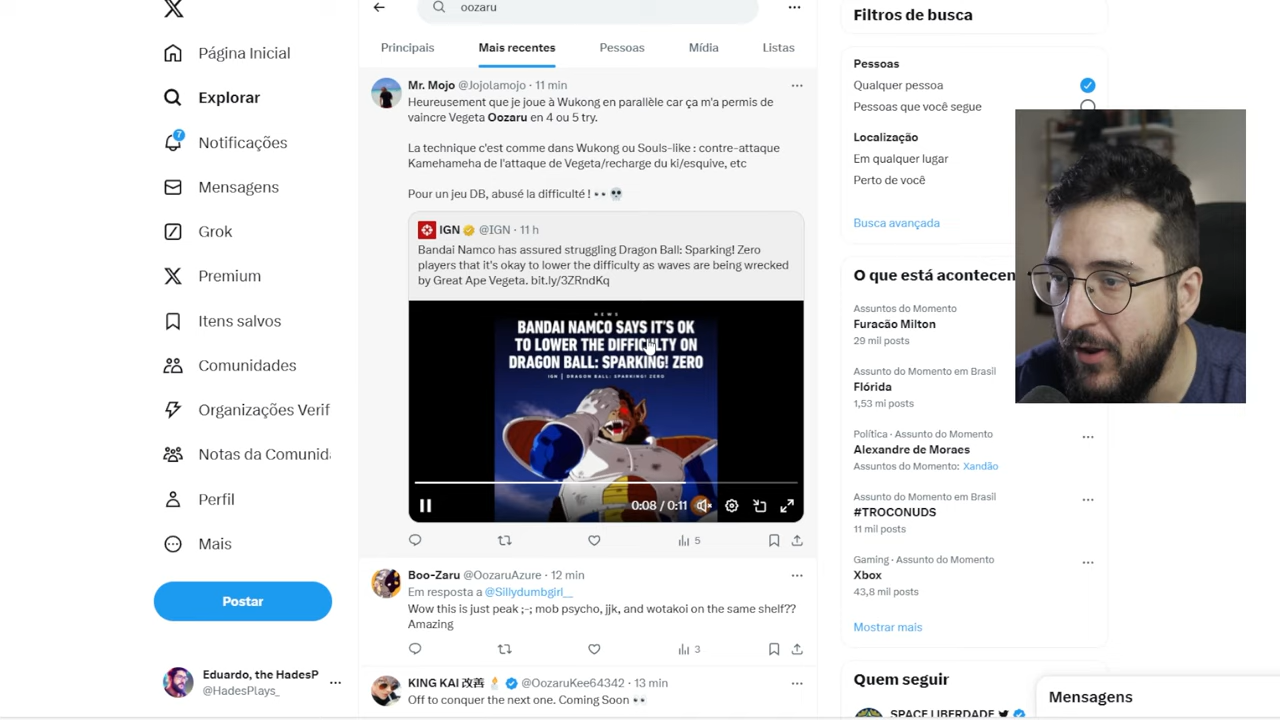 Página Inicial
Explorar
7
Notificações
Mensagens
Grok
Premium
Itens salvos
Comunidades
Organizações Verif
Notas da Comunida
Perfil
Mais
Postar
Eduardo, the HadesP
@HadesPlays_
oozaru
Principais
Mais recentes
Pessoas
Mídia
Listas
Mr. Mojo @Jojolamojo · 11 min
Heureusement que je joue à Wukong en parallèle car ça m'a permis de
vaincre Vegeta Oozaru en 4 ou 5 try.
La technique c'est comme dans Wukong ou Souls-like : contre-attaque
Kamehameha de l'attaque de Vegeta/recharge du ki/esquive, etc
Pour un jeu DB, abusé la difficulté ! 👀 💀
IGN @IGN · 11 h
Bandai Namco has assured struggling Dragon Ball: Sparking! Zero
players that it's okay to lower the difficulty as waves are being wrecked
by Great Ape Vegeta. bit.ly/3ZRndKq
NEWS
BANDAI NAMCO SAYS IT'S OK
TO LOWER THE DIFFICULTY ON
DRAGON BALL: SPARKING! ZERO
IGN | DRAGON BALL: SPARKING! ZERO
0:08 / 0:11
5
Boo-Zaru @OozaruAzure · 12 min
Em resposta a @Sillydumbgirl__
Wow this is just peak ;-; mob psycho, jjk, and wotakoi on the same shelf??
Amazing
3
KING KAI 改善 @OozaruKee64342 · 13 min
Off to conquer the next one. Coming Soon 👀
Filtros de busca
Pessoas
Qualquer pessoa
Pessoas que você segue
Localização
Em qualquer lugar
Perto de você
Busca avançada
O que está acontecen
Assuntos do Momento
Furacão Milton
29 mil posts
Assunto do Momento em Brasil
Flórida
1,53 mi posts
Política · Assunto do Momento
Alexandre de Moraes
Assuntos do Momento: Xandão
Assunto do Momento em Brasil
#TROCONUDS
11 mil posts
Gaming · Assunto do Momento
Xbox
43,8 mil posts
Mostrar mais
Quem seguir
SPACE LIBERDADE
Mensagens